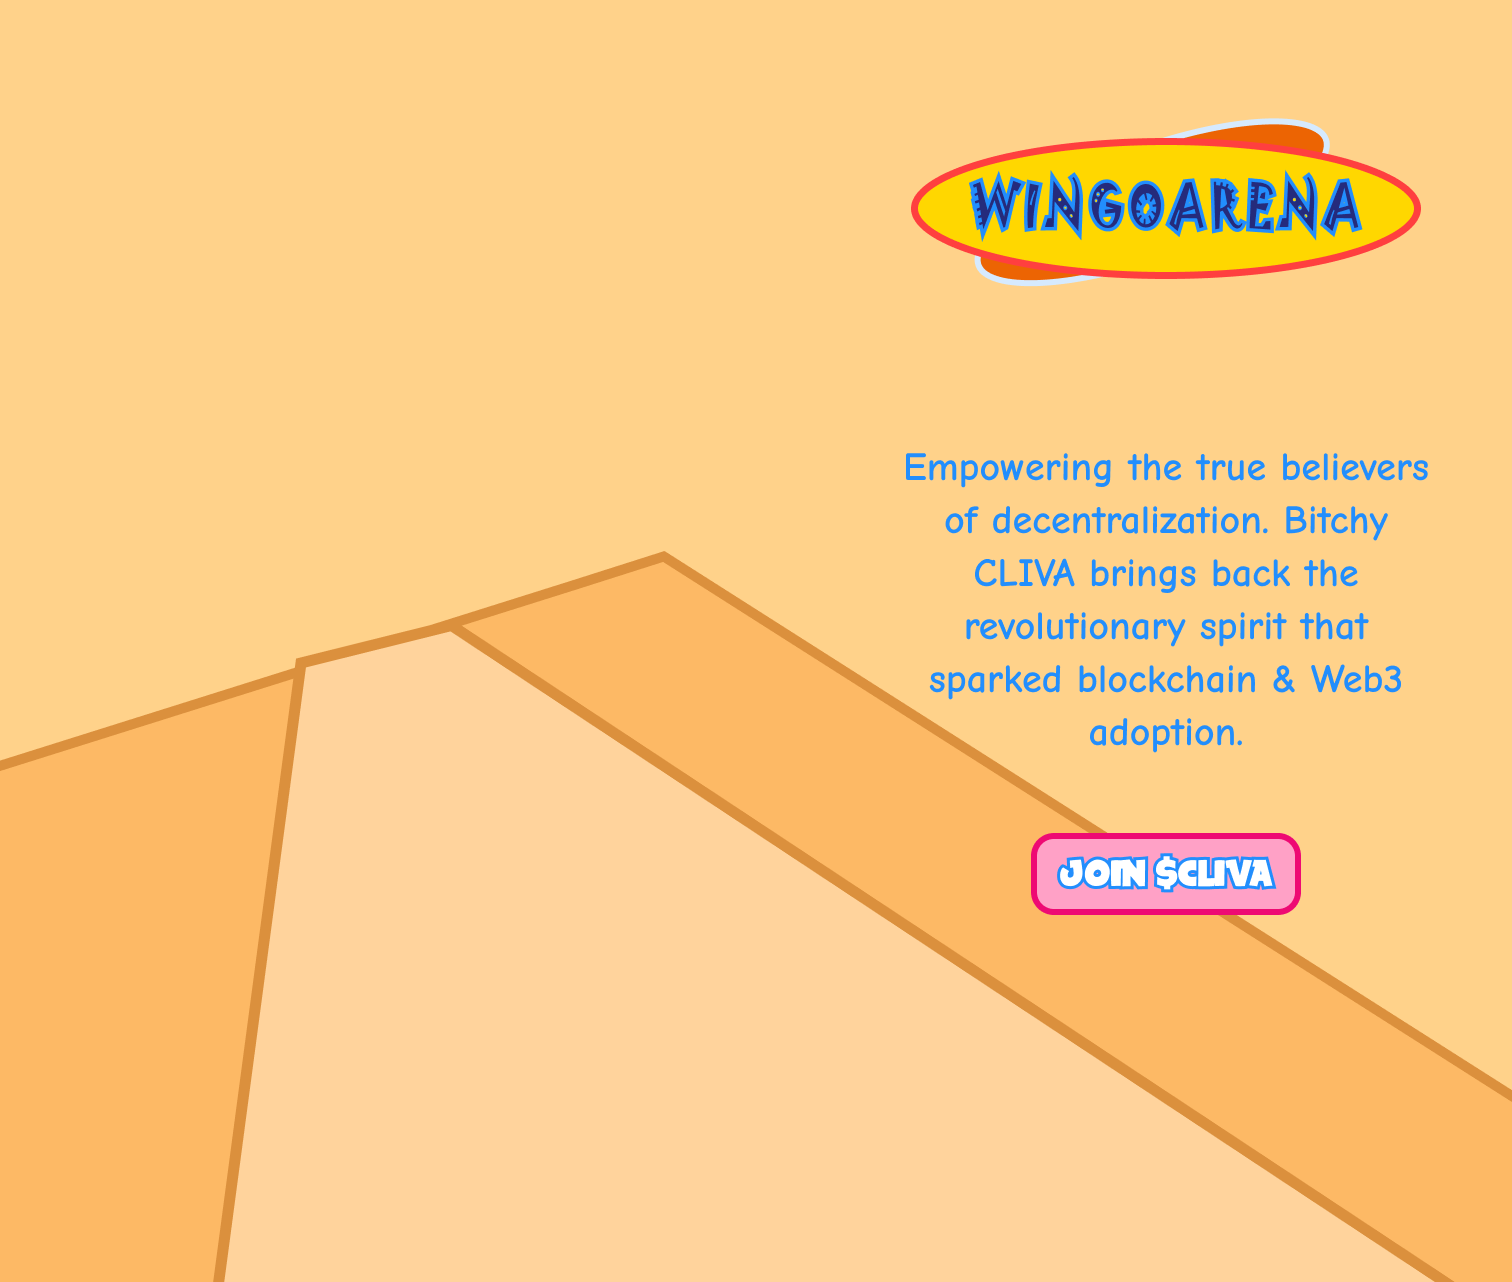 WINGOARENA
Empowering the true believers
of decentralization. Bitchy
CLIVA brings back the
revolutionary spirit that
sparked blockchain & Web3
adoption.
JOIN $CLIVA